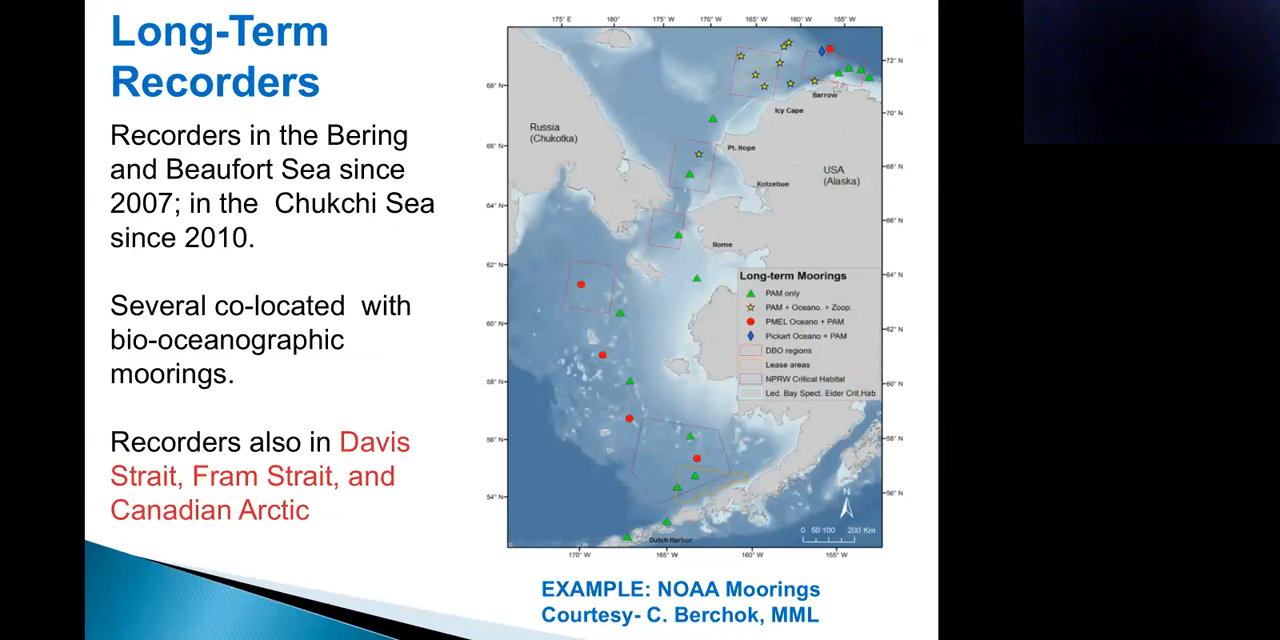 Long-Term
Recorders
Recorders in the Bering
and Beaufort Sea since
2007; in the Chukchi Sea
since 2010.
Several co-located with
bio-oceanographic
moorings.
Recorders also in Davis
Strait, Fram Strait, and
Canadian Arctic
175° E 180° 175° W 170° W 165° W 160° W 155° W
72° N
68° N
70° N
66° N
68° N
64° N
66° N
62° N
64° N
60° N
62° N
58° N
60° N
56° N
58° N
54° N
56° N
170° W 165° W 160° W 155° W
Russia
(Chukotka)
Barrow
Icy Cape
Pt. Hope
USA
(Alaska)
Kotzebue
Nome
Long-term Moorings
PAM only
PAM + Oceano. + Zoop.
PMEL Oceano + PAM
Pickart Oceano + PAM
DBO regions
Lease areas
NPRW Critical Habitat
Led. Bay Spect. Eider Crit.Hab.
N
0 50 100 200 Km
Dutch Harbor
EXAMPLE: NOAA Moorings
Courtesy- C. Berchok, MML